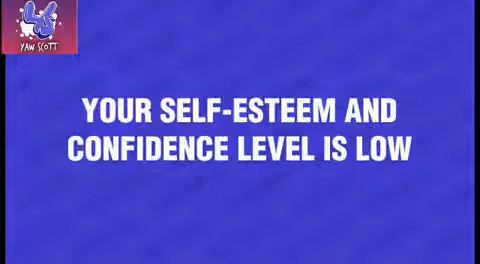 YAW SCOTT
YOUR SELF-ESTEEM AND
CONFIDENCE LEVEL IS LOW